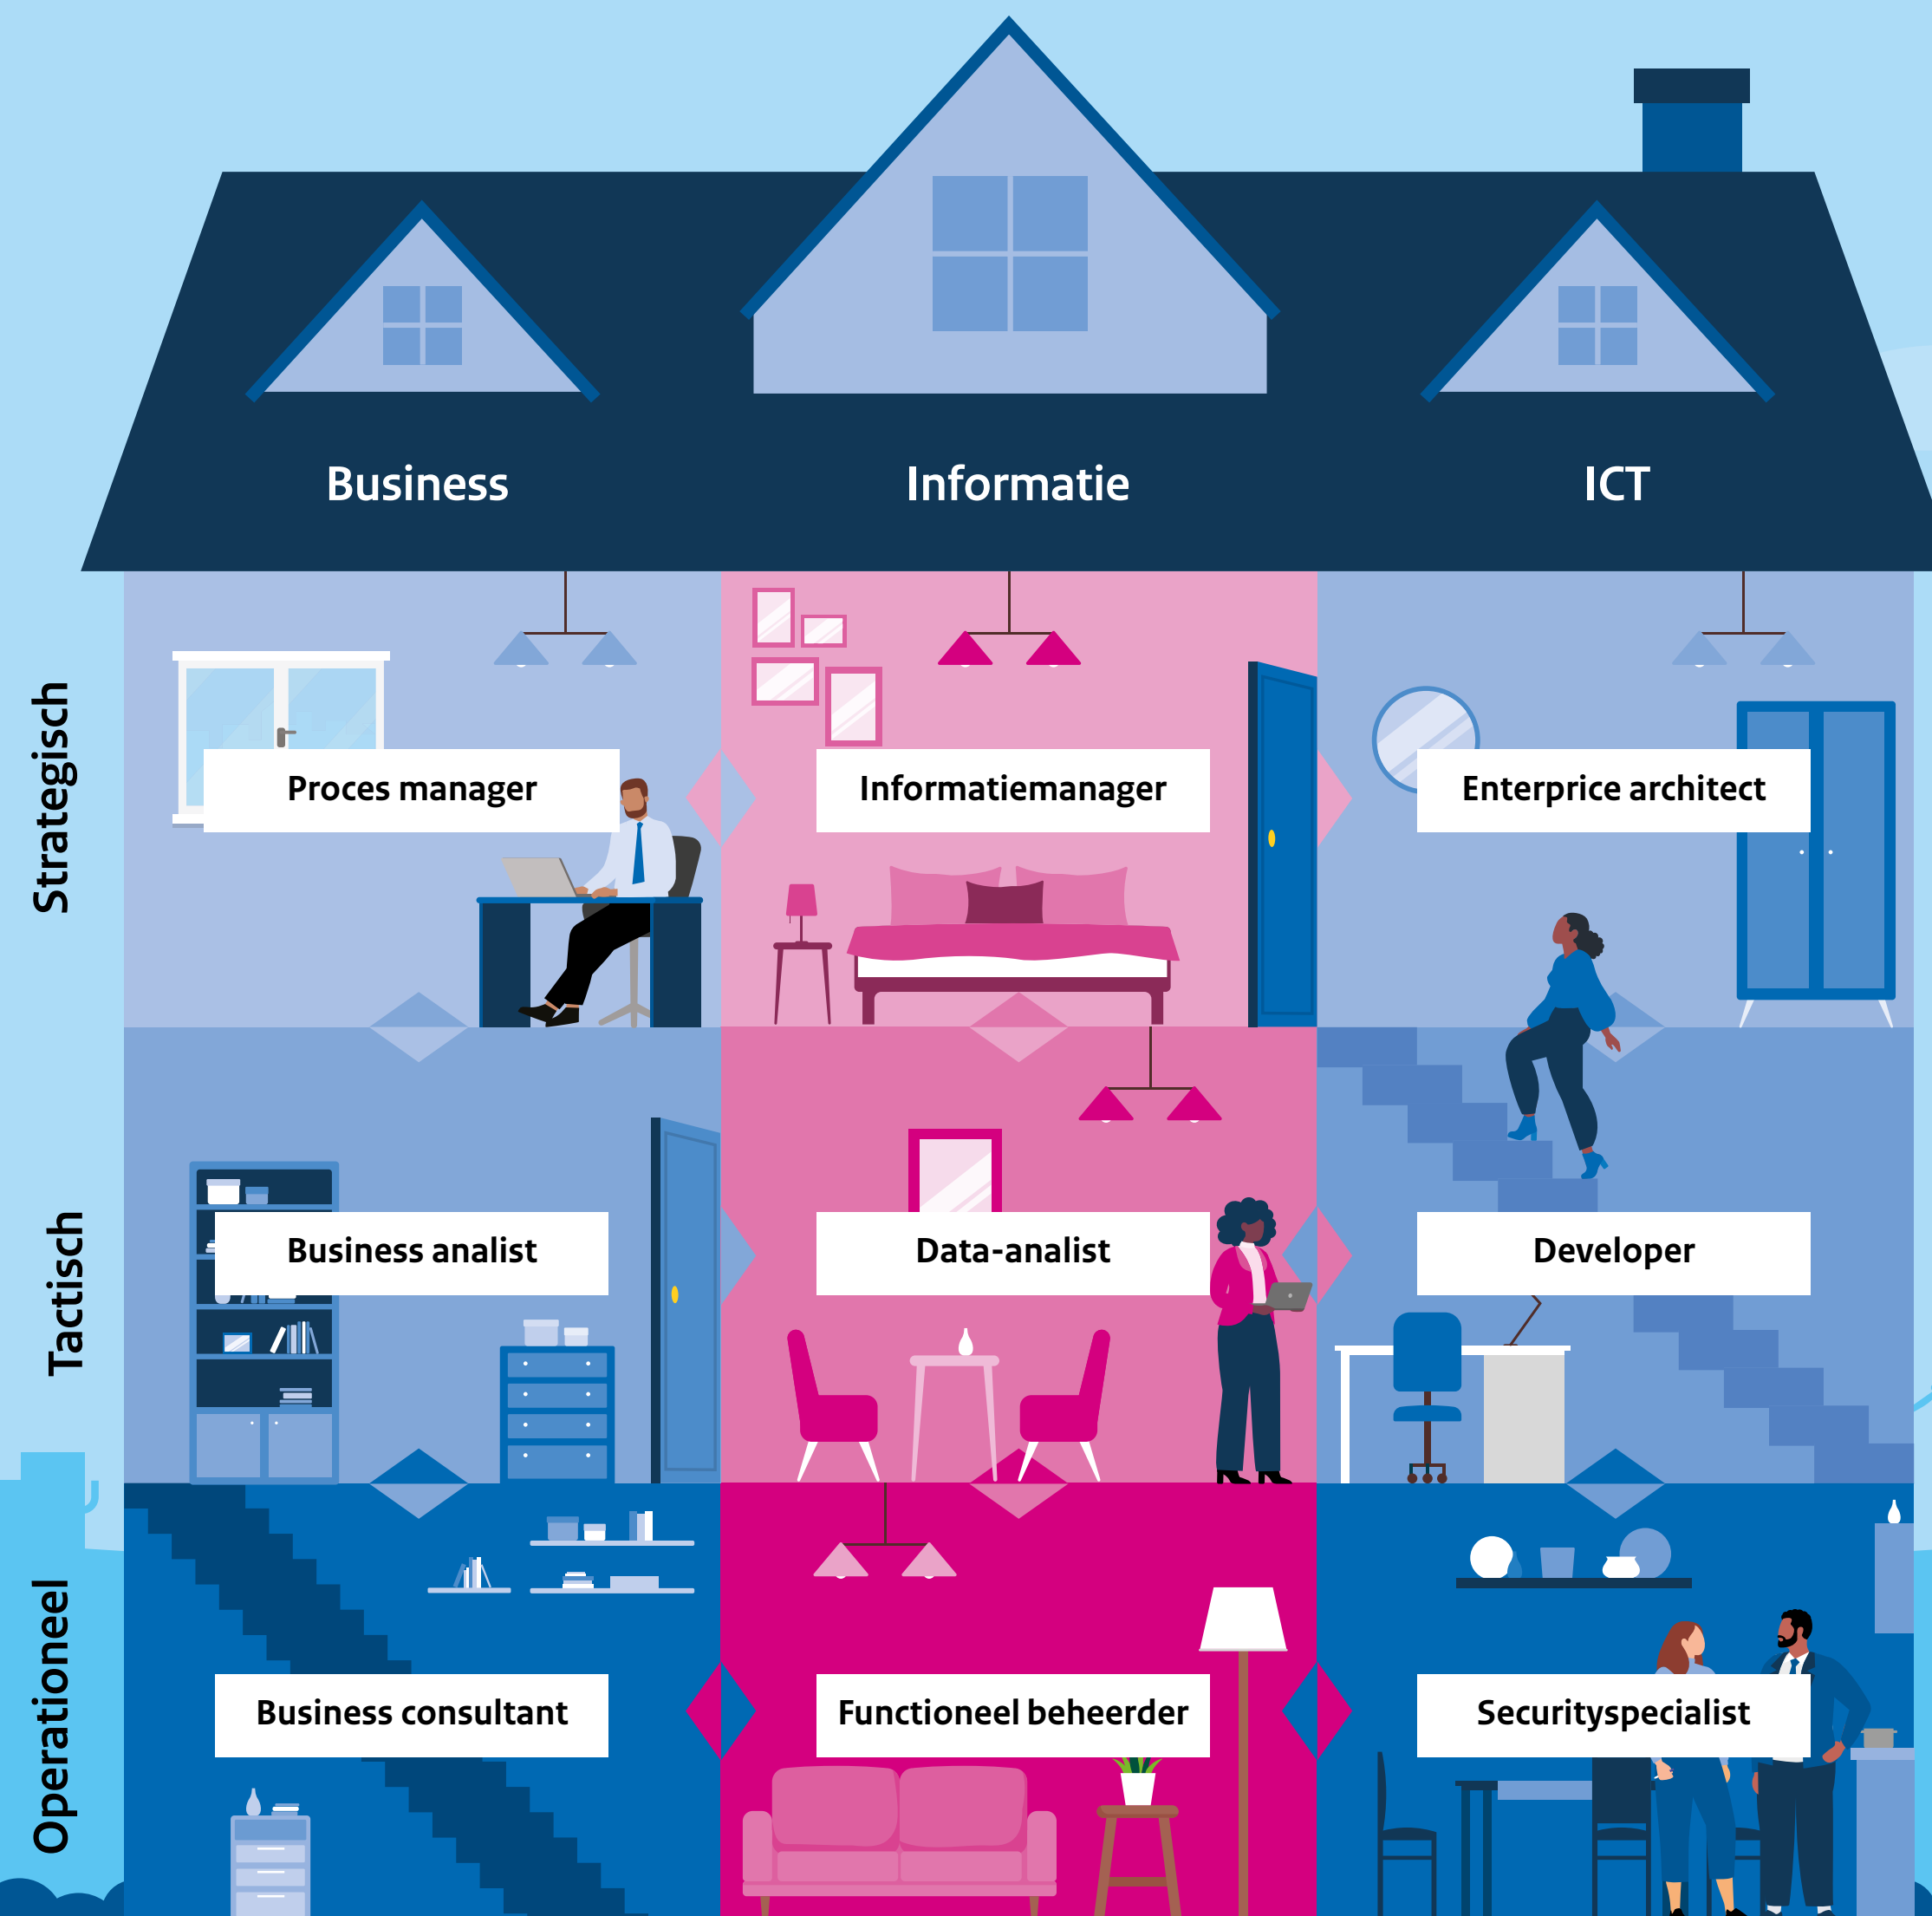 Business
Informatie
ICT
Strategisch
Proces manager
Informatiemanager
Enterprice architect
Tactisch
Business analist
Data-analist
Developer
Operationeel
Business consultant
Functioneel beheerder
Securityspecialist